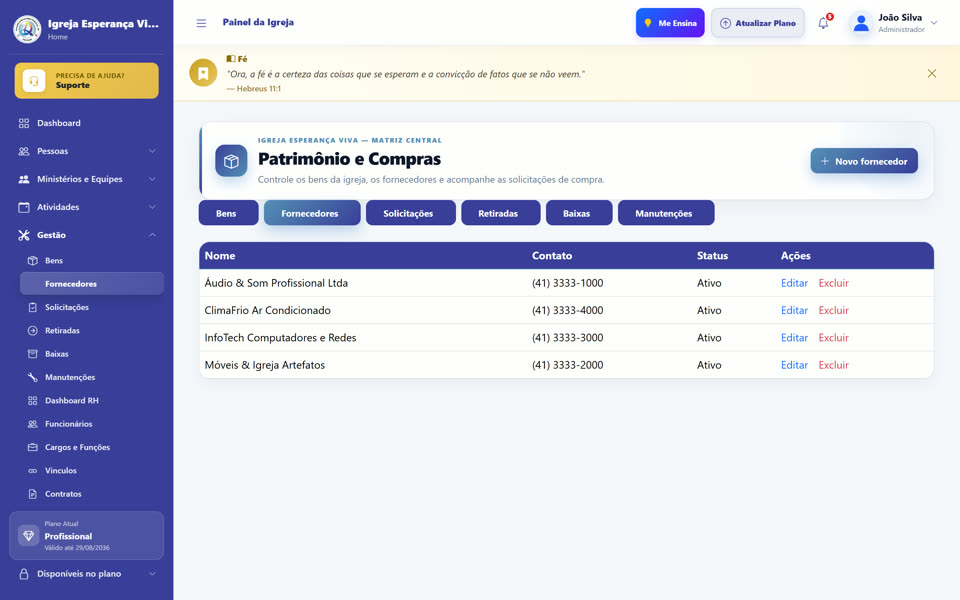 Igreja Esperança Vi...
Home
PRECISA DE AJUDA?
Suporte
Dashboard
Pessoas
Ministérios e Equipes
Atividades
Gestão
Bens
Fornecedores
Solicitações
Retiradas
Baixas
Manutenções
Dashboard RH
Funcionários
Cargos e Funções
Vínculos
Contratos
Plano Atual
Profissional
Válido até 29/08/2036
Disponíveis no plano
Painel da Igreja
Me Ensina
Atualizar Plano
João Silva
Administrador
Fé
"Ora, a fé é a certeza das coisas que se esperam e a convicção de fatos que se não veem."
— Hebreus 11:1
IGREJA ESPERANÇA VIVA — MATRIZ CENTRAL
Patrimônio e Compras
Controle os bens da igreja, os fornecedores e acompanhe as solicitações de compra.
Novo fornecedor
Bens Fornecedores Solicitações Retiradas Baixas Manutenções
Nome Contato Status Ações
Áudio & Som Profissional Ltda (41) 3333-1000 Ativo Editar Excluir
ClimaFrio Ar Condicionado (41) 3333-4000 Ativo Editar Excluir
InfoTech Computadores e Redes (41) 3333-3000 Ativo Editar Excluir
Móveis & Igreja Artefatos (41) 3333-2000 Ativo Editar Excluir